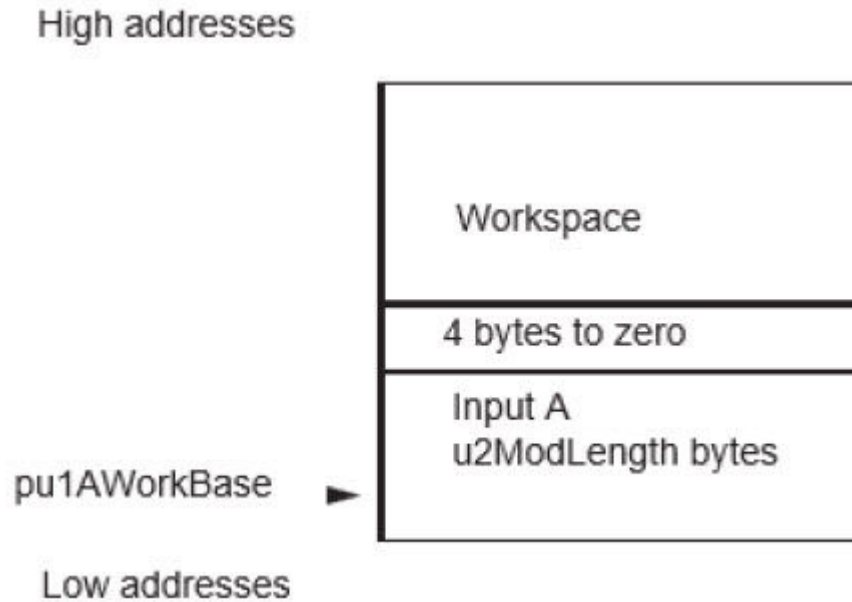 High addresses
Workspace
4 bytes to zero
Input A
u2ModLength bytes
pu1AWorkBase
Low addresses